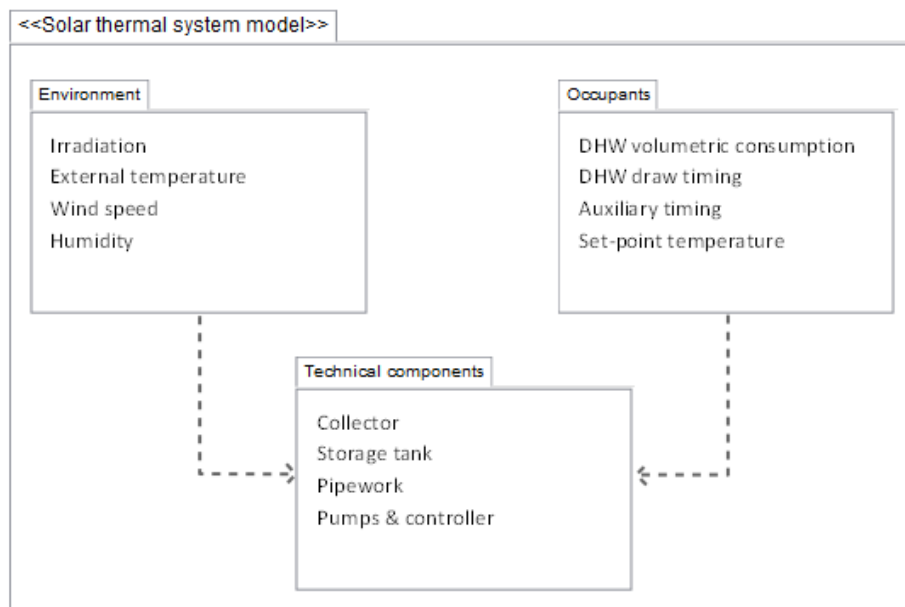 <<Solar thermal system model>>
Environment
Irradiation
External temperature
Wind speed
Humidity
Occupants
DHW volumetric consumption
DHW draw timing
Auxiliary timing
Set-point temperature
Technical components
Collector
Storage tank
Pipework
Pumps & controller